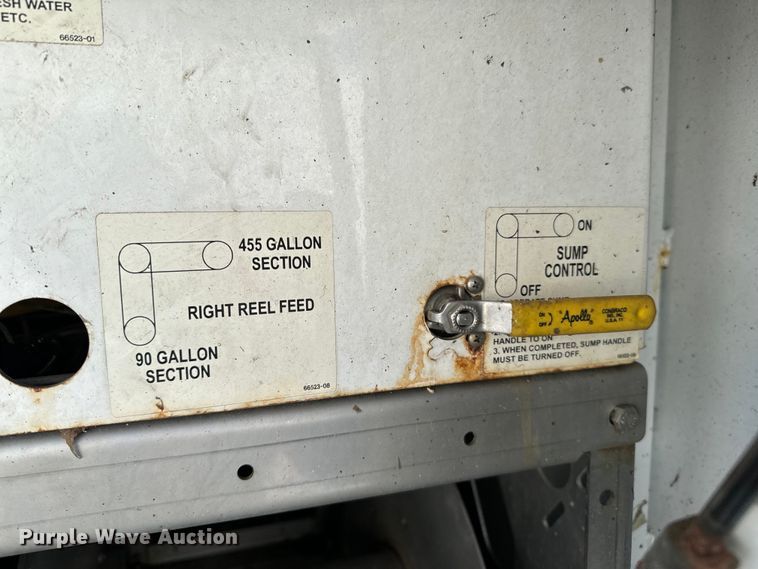 SH WATER
ETC.
66523-01
455 GALLON
SECTION
RIGHT REEL FEED
90 GALLON
SECTION
66523-08
ON
SUMP
CONTROL
OFF
ON
OFF
"Apollo"
CONBRACO
IND., INC.
U.S.A.
HANDLE TO ON
3. WHEN COMPLETED, SUMP HANDLE
MUST BE TURNED OFF.
Purple Wave Auction